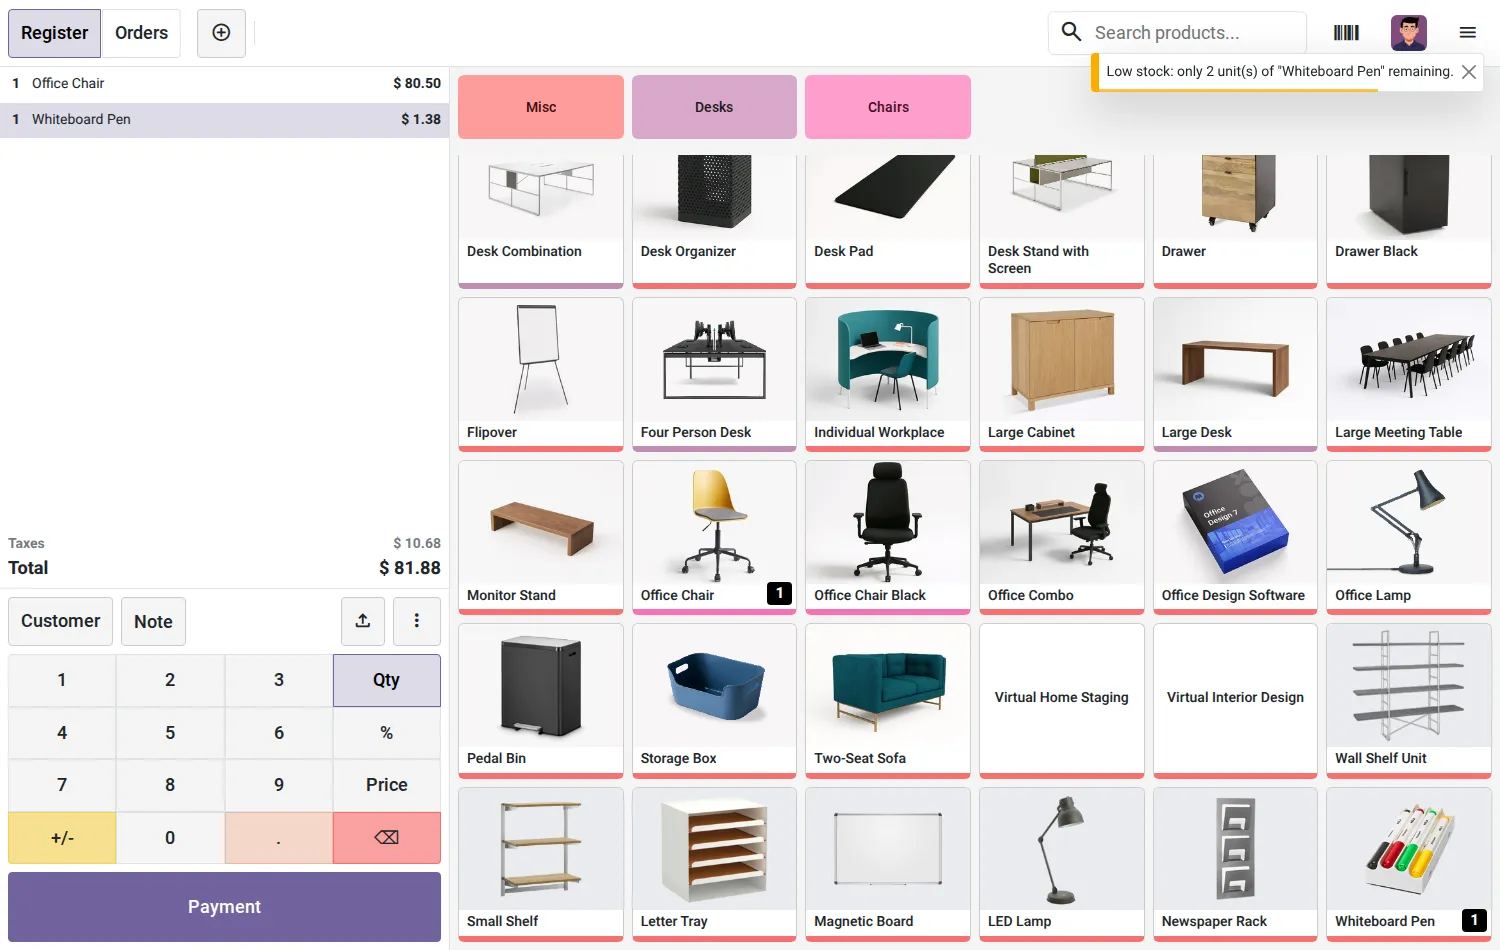 Register
Orders
Search products...
Low stock: only 2 unit(s) of "Whiteboard Pen" remaining.
1 Office Chair $ 80.50
1 Whiteboard Pen $ 1.38
Misc
Desks
Chairs
Desk Combination
Desk Organizer
Desk Pad
Desk Stand with
Screen
Drawer
Drawer Black
Flipover
Four Person Desk
Individual Workplace
Large Cabinet
Large Desk
Large Meeting Table
Monitor Stand
Office Chair
1
Office Chair Black
Office Combo
Office
Design 7
Office Design Software
Office Lamp
Pedal Bin
Storage Box
Two-Seat Sofa
Virtual Home Staging
Virtual Interior Design
Wall Shelf Unit
Small Shelf
Letter Tray
Magnetic Board
LED Lamp
Newspaper Rack
Whiteboard Pen
1
Taxes $ 10.68
Total $ 81.88
Customer
Note
1 2 3 Qty
4 5 6 %
7 8 9 Price
+/- 0 .
Payment